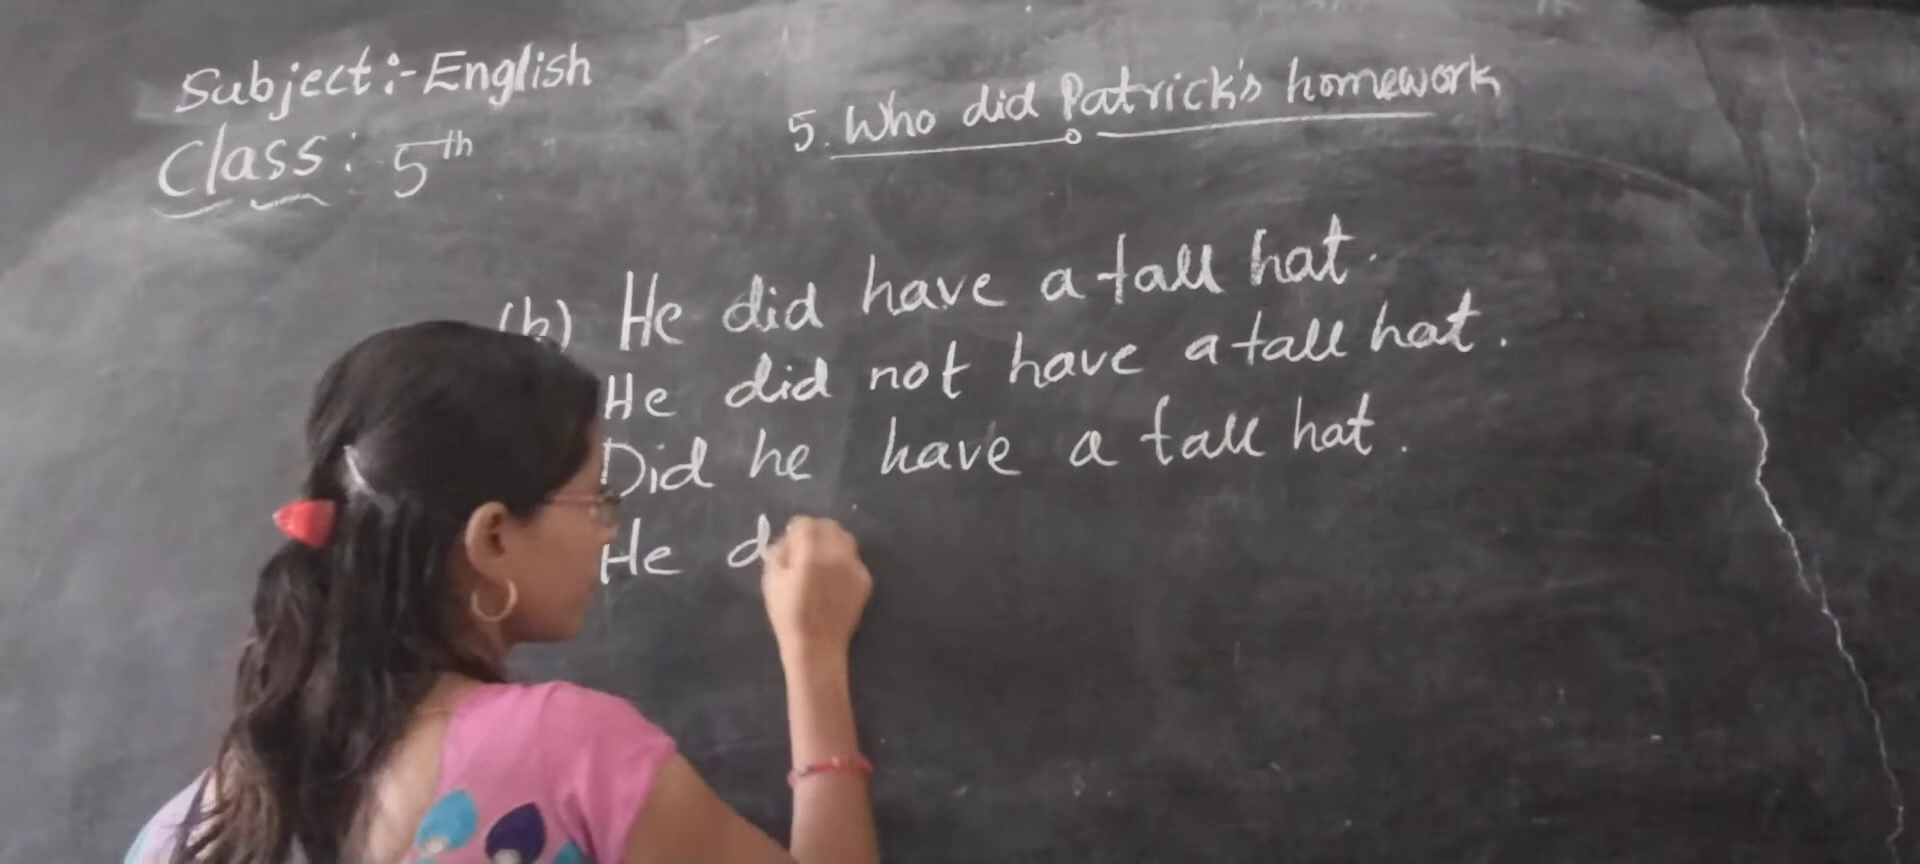 Subject:- English
Class: 5th
5. Who did Patrick's homework
(b) He did have a tall hat.
He did not have a tall hat.
Did he have a tall hat.
He d